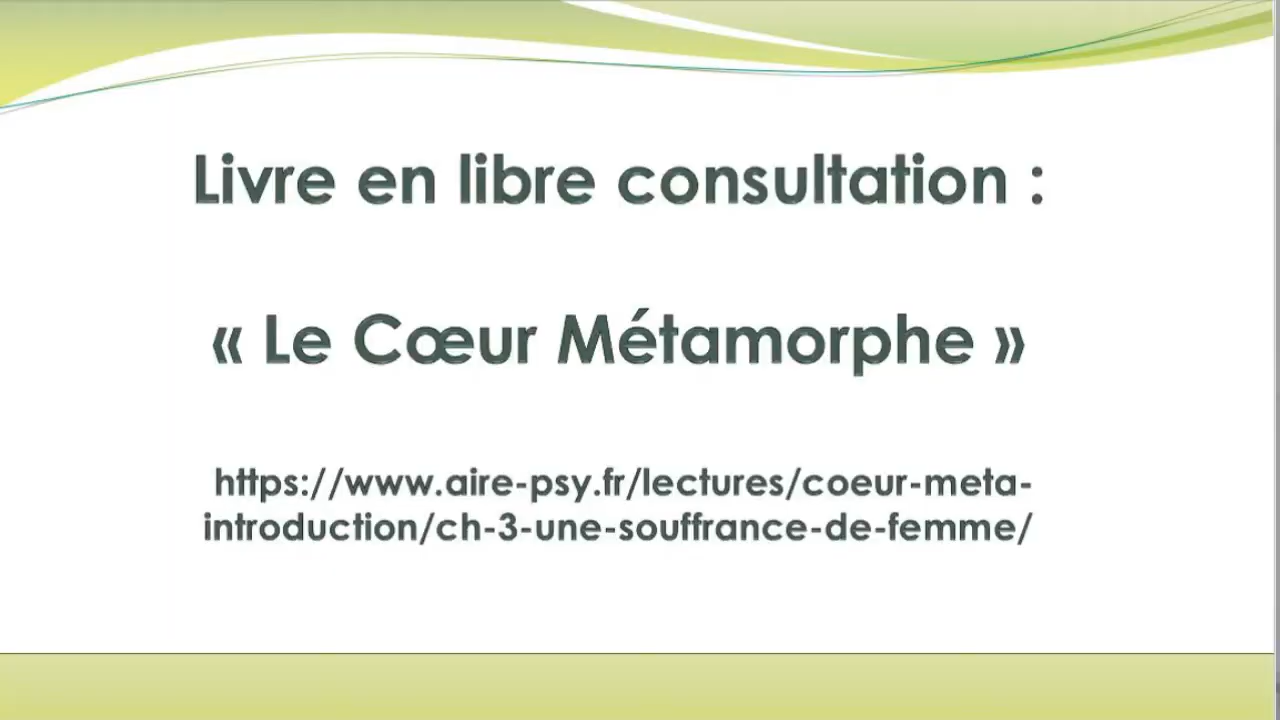 Livre en libre consultation :
« Le Cœur Métamorphe »
https://www.aire-psy.fr/lectures/coeur-meta-
introduction/ch-3-une-souffrance-de-femme/